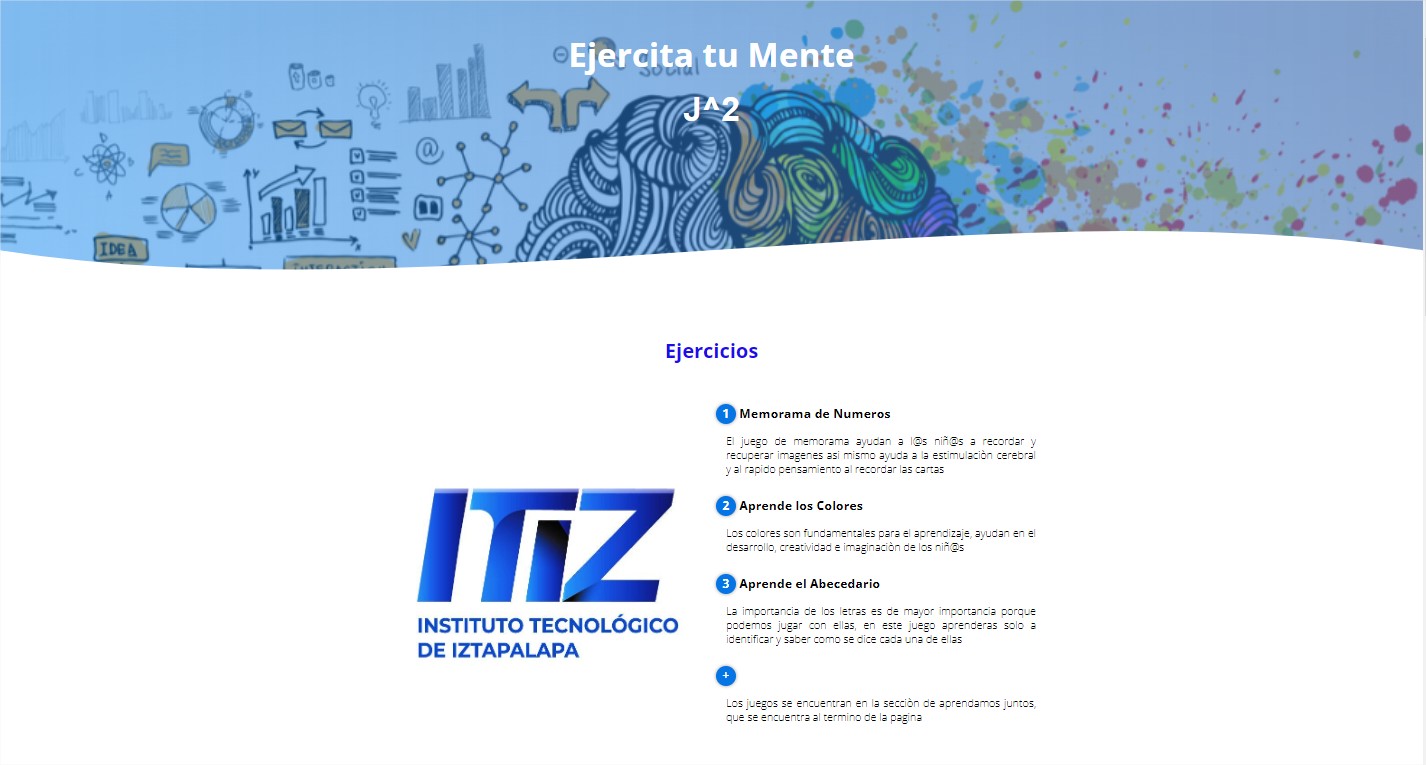 Ejercita tu Mente
Social
J^2
@
IDEA
INTERACTION
Ejercicios
1 Memorama de Numeros
El juego de memorama ayudan a l@s niñ@s a recordar y
recuperar imagenes asi mismo ayuda a la estimulaciòn cerebral
y al rapido pensamiento al recordar las cartas
2 Aprende los Colores
Los colores son fundamentales para el aprendizaje, ayudan en el
desarrollo, creatividad e imaginaciòn de los niñ@s
3 Aprende el Abecedario
La importancia de los letras es de mayor importancia porque
podemos jugar con ellas, en este juego aprenderas solo a
identificar y saber como se dice cada una de ellas
+
Los juegos se encuentran en la secciòn de aprendamos juntos,
que se encuentra al termino de la pagina
ITIZ
INSTITUTO TECNOLÓGICO
DE IZTAPALAPA